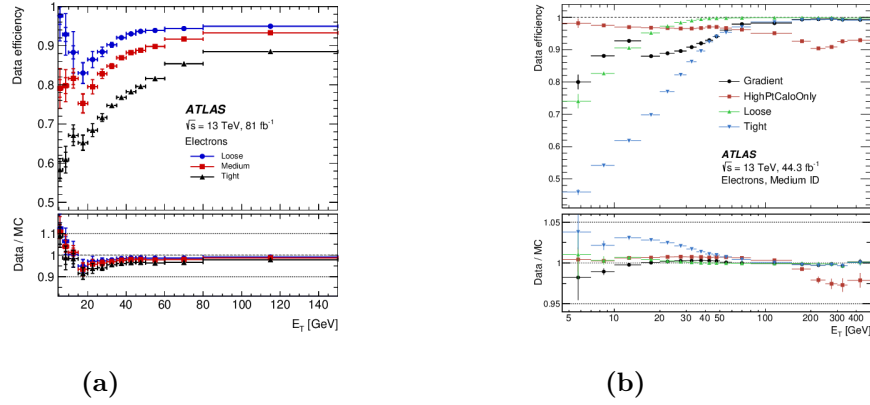 Data efficiency
1
0.9
0.8
0.7
0.6
0.5
ATLAS
√s = 13 TeV, 81 fb⁻¹
Electrons
Loose
Medium
Tight
Data / MC
1.1
1
0.9
20 40 60 80 100 120 140
E_T [GeV]
(a)
Data efficiency
1
0.9
0.8
0.7
0.6
0.5
Gradient
HighPtCaloOnly
Loose
Tight
ATLAS
√s = 13 TeV, 44.3 fb⁻¹
Electrons, Medium ID
Data / MC
1.05
1
0.95
5 10 20 30 40 50 100 200 300 400
E_T [GeV]
(b)